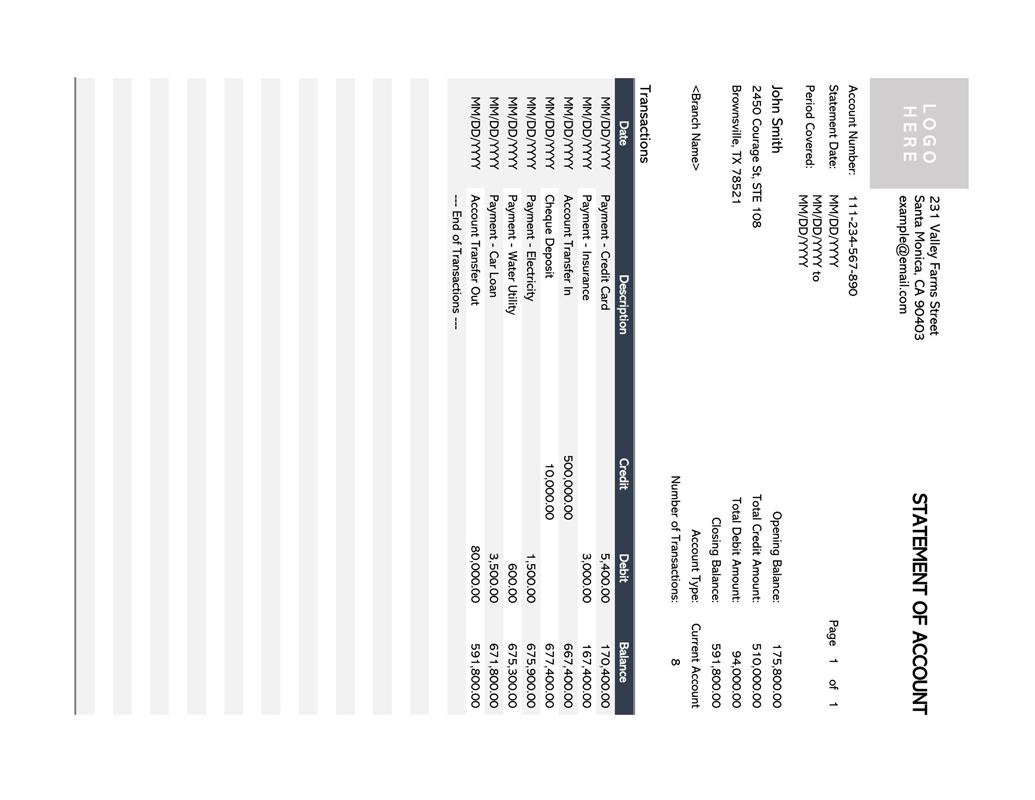 LOGO
HERE
231 Valley Farms Street
Santa Monica, CA 90403
example@email.com
STATEMENT OF ACCOUNT
Account Number: 111-234-567-890
Statement Date: MM/DD/YYYY
Period Covered: MM/DD/YYYY to
MM/DD/YYYY
Page 1 of 1
John Smith
2450 Courage St, STE 108
Brownsville, TX 78521
<Branch Name>
Opening Balance: 175,800.00
Total Credit Amount: 510,000.00
Total Debit Amount: 94,000.00
Closing Balance: 591,800.00
Account Type: Current Account
Number of Transactions: 8
Transactions
Date Description Credit Debit Balance
MM/DD/YYYY Payment - Credit Card 5,400.00 170,400.00
MM/DD/YYYY Payment - Insurance 3,000.00 167,400.00
MM/DD/YYYY Account Transfer In 500,000.00 667,400.00
MM/DD/YYYY Cheque Deposit 10,000.00 677,400.00
MM/DD/YYYY Payment - Electricity 1,500.00 675,900.00
MM/DD/YYYY Payment - Water Utility 600.00 675,300.00
MM/DD/YYYY Payment - Car Loan 3,500.00 671,800.00
MM/DD/YYYY Account Transfer Out 80,000.00 591,800.00
--- End of Transactions ---